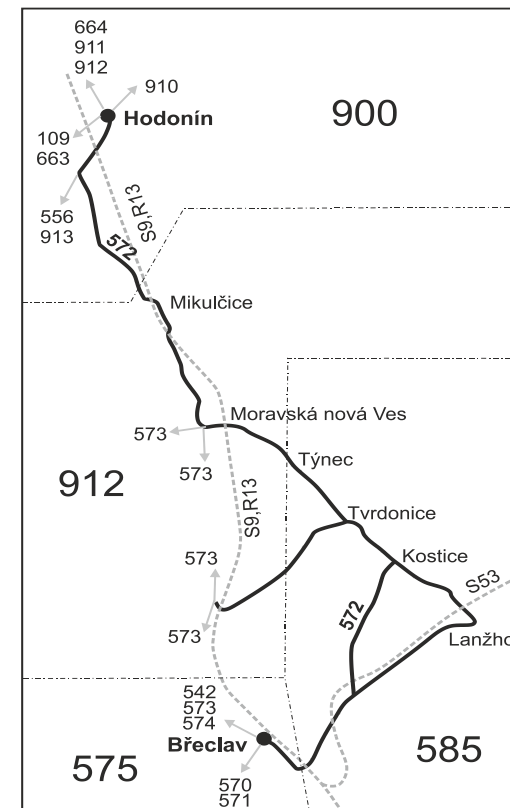 664
911
912
910
Hodonín
900
109
663
S9,R13
556
913
572
Mikulčice
Moravská nová Ves
573
573
Týnec
912
S9,R13
Tvrdonice
573
Kostice
S53
572
573
Lanžho
542
573
574
Břeclav
575
585
570
571